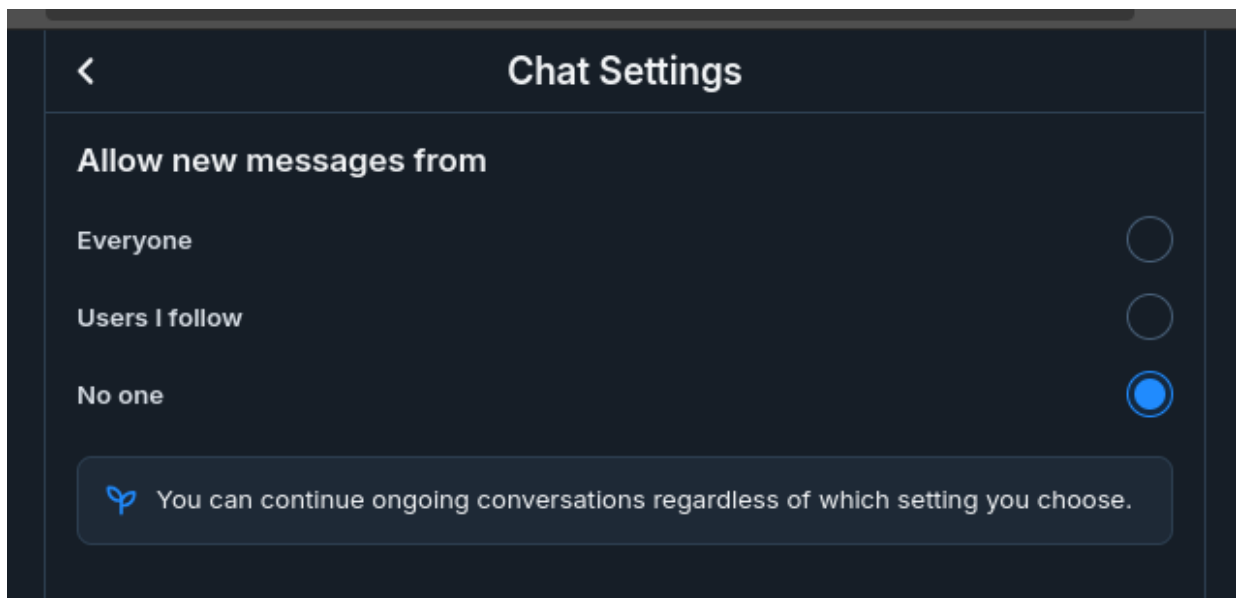 Chat Settings
Allow new messages from
Everyone
Users I follow
No one
You can continue ongoing conversations regardless of which setting you choose.